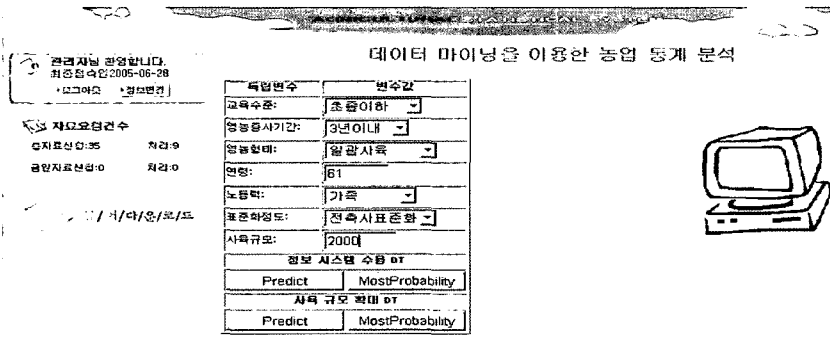 데이터 마이닝을 이용한 농업 통계 분석
관리자님 환영합니다.
최종접속일2005-06-28
로그아웃 정보변경
자료요청건수
총자료신청:35 처리:9
금일자료신청:0 처리:0
독립변수 변수값
교육수준: 초중이하
영농종사기간: 3년이내
영농형태: 일괄사육
연령: 61
노동력: 가족
표준화정도: 전축사표준화
사육규모: 2000
정보 시스템 수용 DT
Predict MostProbability
사육 규모 확대 DT
Predict MostProbability